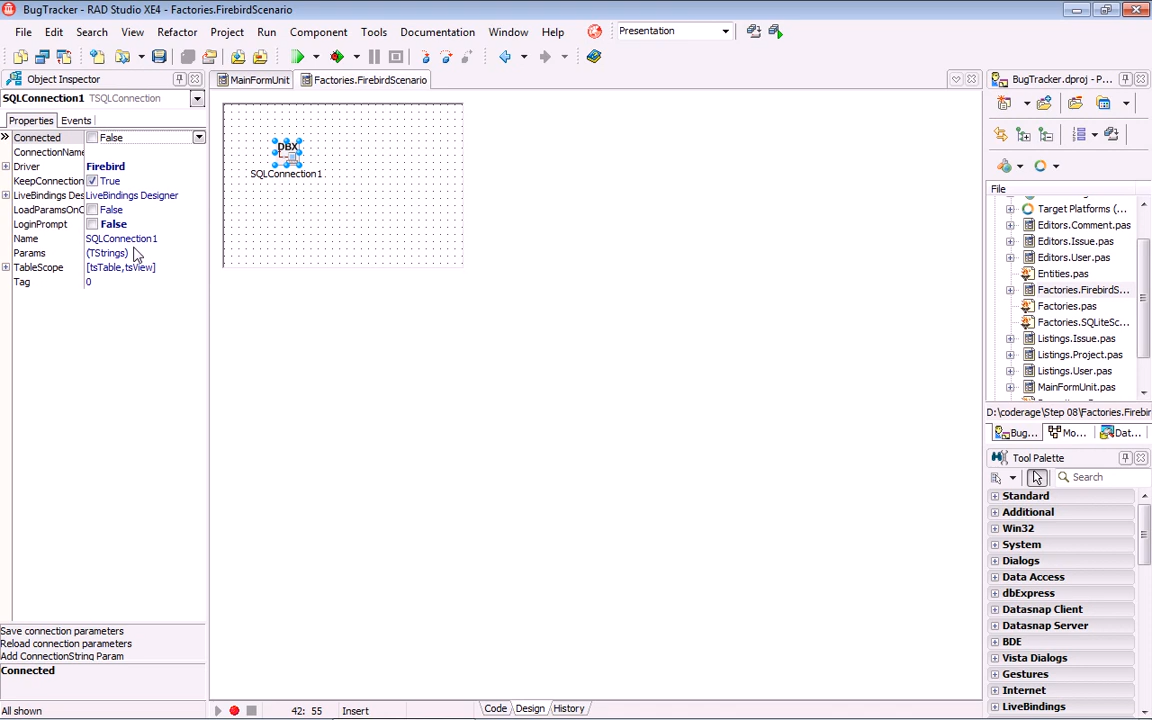 BugTracker - RAD Studio XE4 - Factories.FirebirdScenario
File Edit Search View Refactor Project Run Component Tools Documentation Window Help
Presentation
Object Inspector
SQLConnection1 TSQLConnection
Properties Events
Connected False
ConnectionName
Driver Firebird
KeepConnection True
LiveBindings Des LiveBindings Designer
LoadParamsOnC False
LoginPrompt False
Name SQLConnection1
Params (TStrings)
TableScope [tsTable,tsView]
Tag 0
Save connection parameters
Reload connection parameters
Add ConnectionString Param
Connected
All shown
MainFormUnit Factories.FirebirdScenario
DBX
SQLConnection1
42: 55 Insert Code Design History
BugTracker.dproj - P...
File
Target Platforms (...
Editors.Comment.pas
Editors.Issue.pas
Editors.User.pas
Entities.pas
Factories.FirebirdS...
Factories.pas
Factories.SQLiteSc...
Listings.Issue.pas
Listings.Project.pas
Listings.User.pas
MainFormUnit.pas
D:\coderage\Step 08\Factories.Firebir
Bug... Mo... Dat...
Tool Palette
Search
Standard
Additional
Win32
System
Dialogs
Data Access
dbExpress
Datasnap Client
Datasnap Server
BDE
Vista Dialogs
Gestures
Internet
LiveBindings